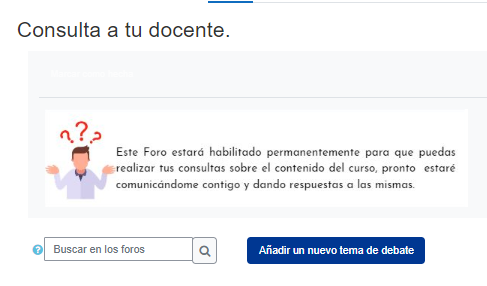 Consulta a tu docente.
? ? ?
Este Foro estará habilitado permanentemente para que puedas
realizar tus consultas sobre el contenido del curso, pronto estaré
comunicándome contigo y dando respuestas a las mismas.
? Buscar en los foros
Añadir un nuevo tema de debate